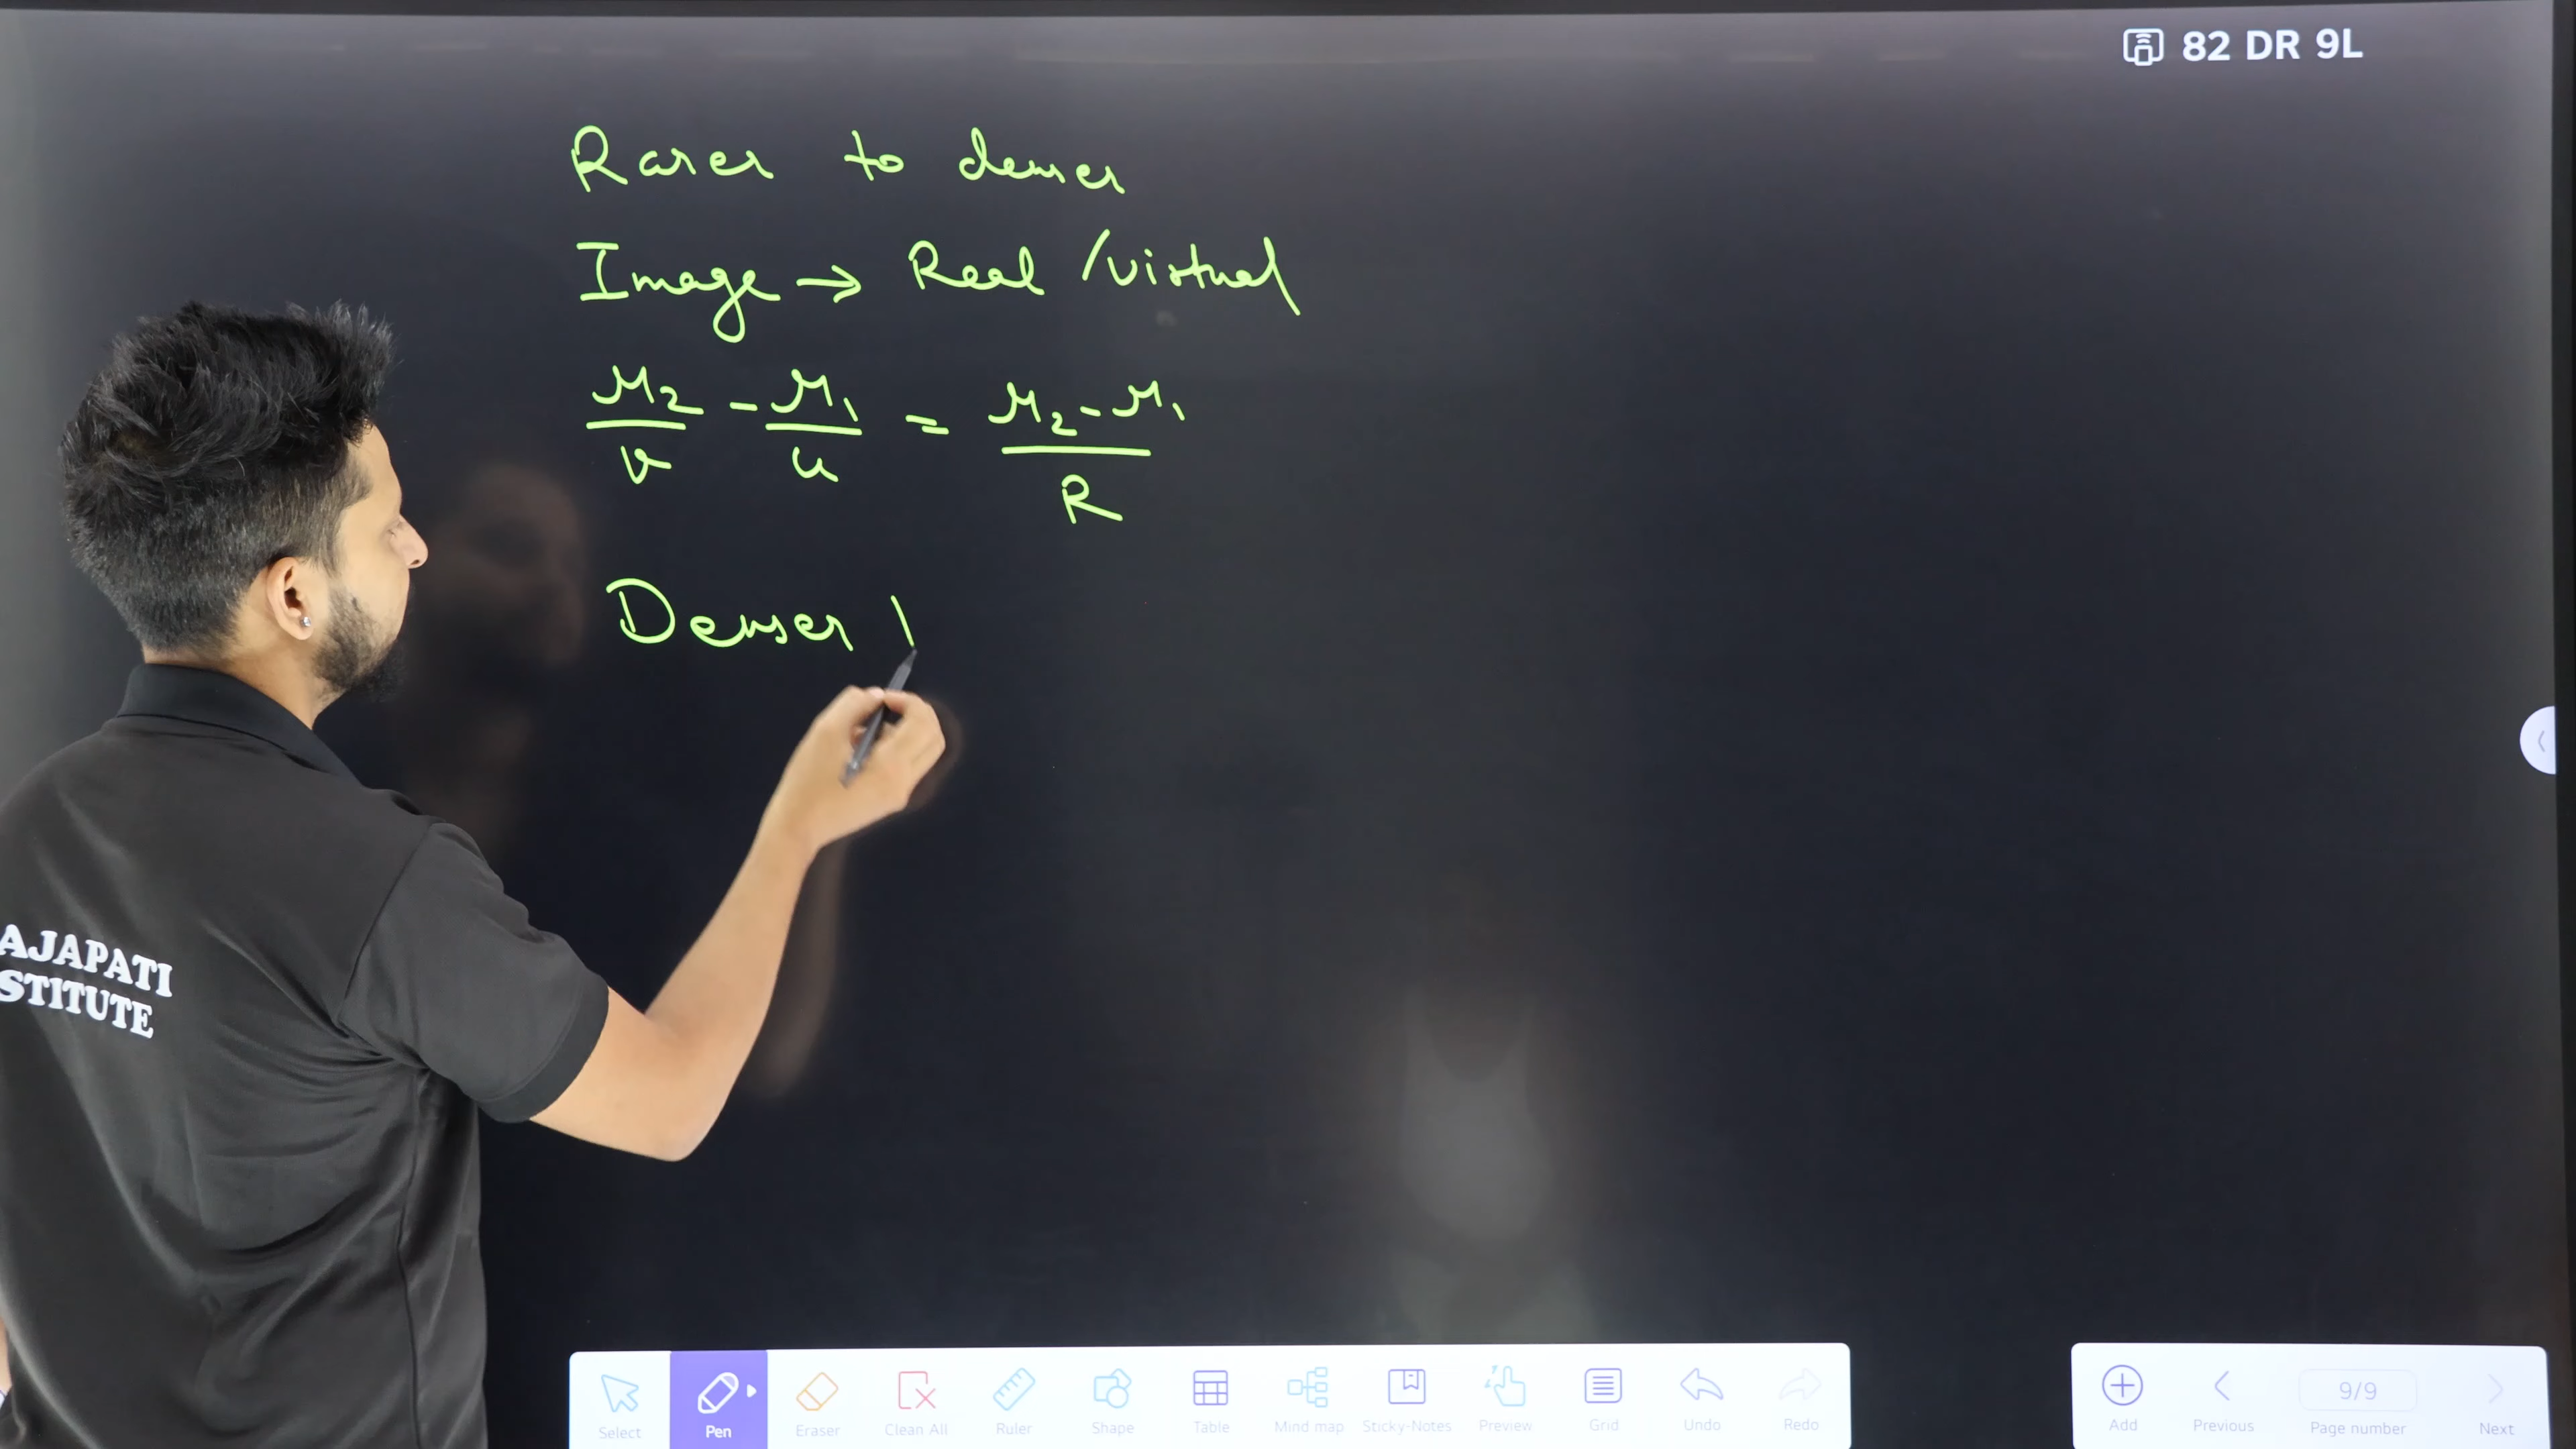 82 DR 9L
Rarer to denser
Image → Real / virtual
μ₂/v - μ₁/u = μ₂-μ₁/R
Denser
AJAPATI
STITUTE
Select Pen Eraser Clean All Ruler Shape Table Mind map Sticky-Notes Preview Grid Undo Redo
Add Previous 9/9 Page number Next